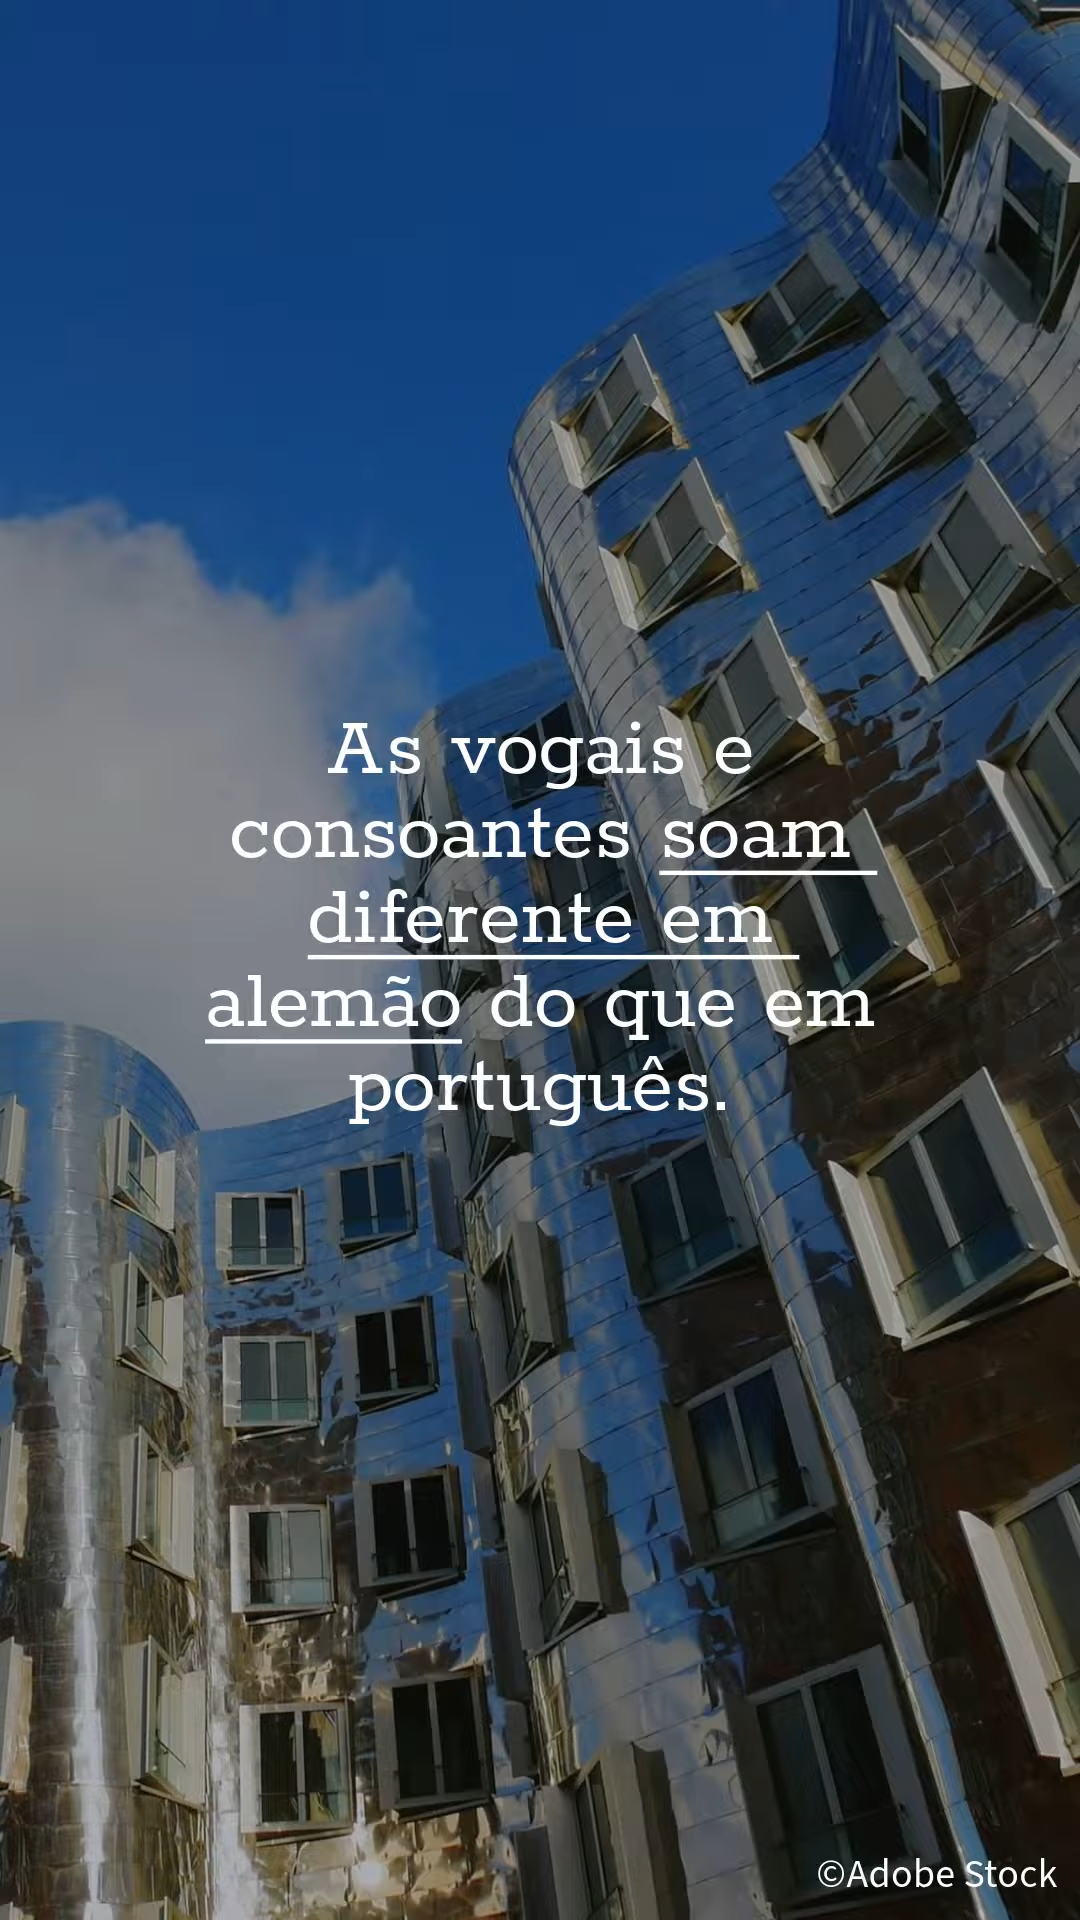 As vogais e
consoantes soam
diferente em
alemão do que em
português.
©Adobe Stock